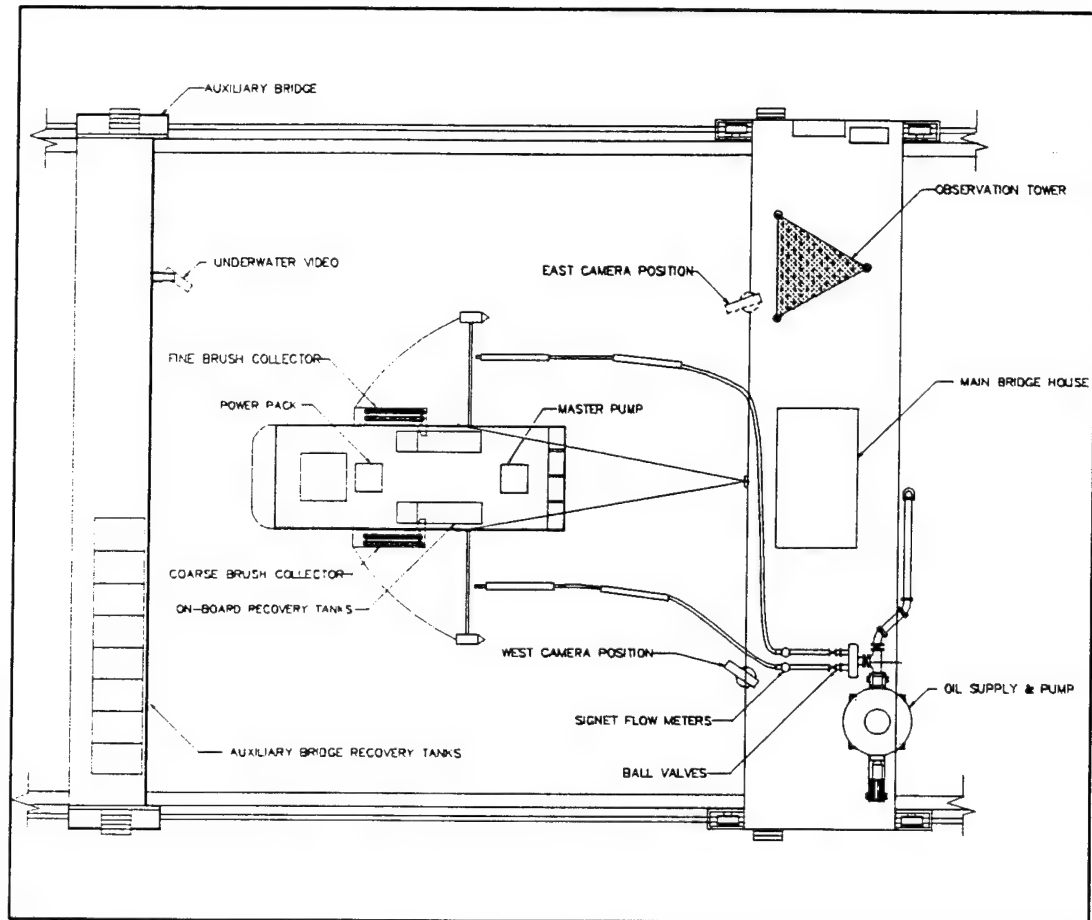 AUXILIARY BRIDGE
OBSERVATION TOWER
UNDERWATER VIDEO
EAST CAMERA POSITION
FINE BRUSH COLLECTOR
MAIN BRIDGE HOUSE
POWER PACK
MASTER PUMP
COARSE BRUSH COLLECTOR
ON-BOARD RECOVERY TANKS
WEST CAMERA POSITION
OIL SUPPLY & PUMP
SIGNET FLOW METERS
AUXILIARY BRIDGE RECOVERY TANKS
BALL VALVES